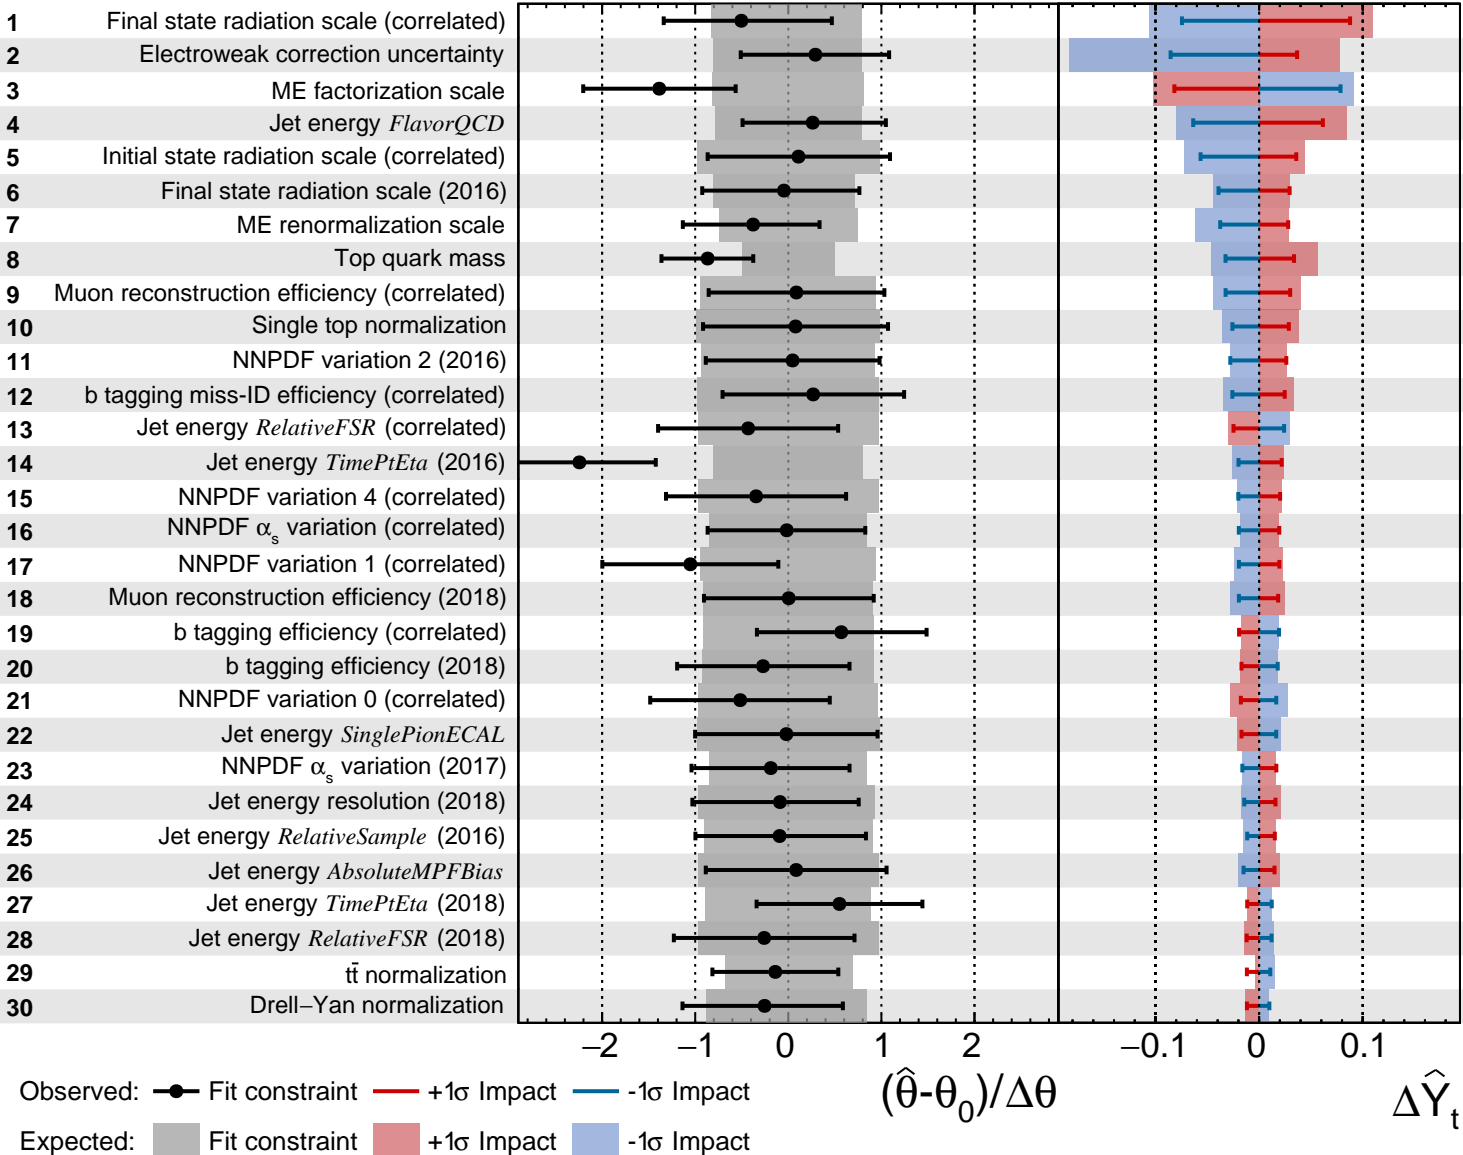 1 Final state radiation scale (correlated)
2 Electroweak correction uncertainty
3 ME factorization scale
4 Jet energy FlavorQCD
5 Initial state radiation scale (correlated)
6 Final state radiation scale (2016)
7 ME renormalization scale
8 Top quark mass
9 Muon reconstruction efficiency (correlated)
10 Single top normalization
11 NNPDF variation 2 (2016)
12 b tagging miss-ID efficiency (correlated)
13 Jet energy RelativeFSR (correlated)
14 Jet energy TimePtEta (2016)
15 NNPDF variation 4 (correlated)
16 NNPDF αs variation (correlated)
17 NNPDF variation 1 (correlated)
18 Muon reconstruction efficiency (2018)
19 b tagging efficiency (correlated)
20 b tagging efficiency (2018)
21 NNPDF variation 0 (correlated)
22 Jet energy SinglePionECAL
23 NNPDF αs variation (2017)
24 Jet energy resolution (2018)
25 Jet energy RelativeSample (2016)
26 Jet energy AbsoluteMPFBias
27 Jet energy TimePtEta (2018)
28 Jet energy RelativeFSR (2018)
29 tt̄ normalization
30 Drell−Yan normalization
−2 −1 0 1 2 −0.1 0 0.1
(θ̂-θ0)/Δθ ΔŶt
Observed: Fit constraint +1σ Impact -1σ Impact
Expected: Fit constraint +1σ Impact -1σ Impact